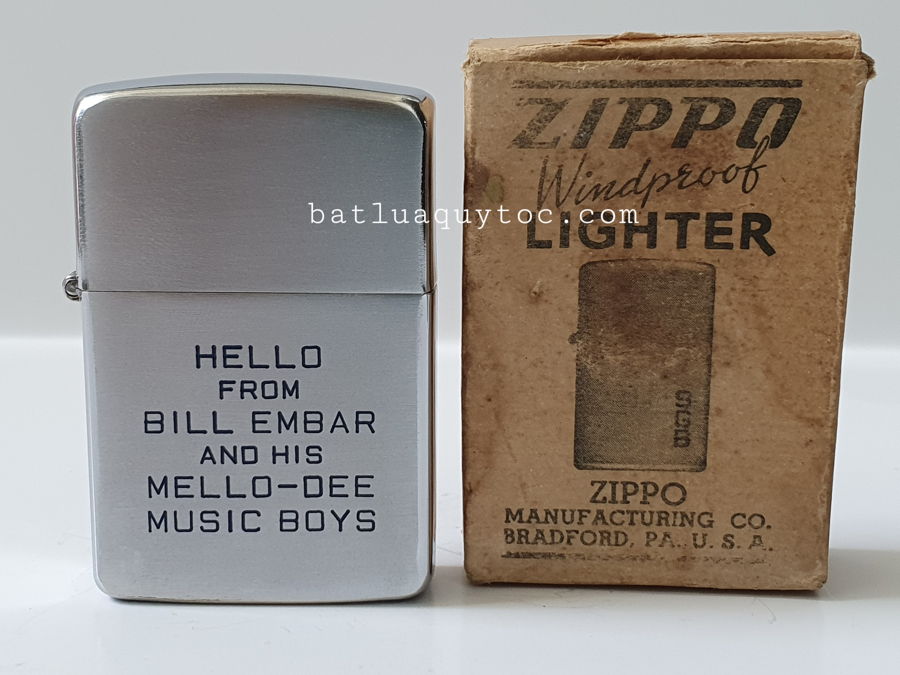 HELLO
FROM
BILL EMBAR
AND HIS
MELLO-DEE
MUSIC BOYS
ZIPPO
Windproof
LIGHTER
ZIPPO
MANUFACTURING CO.
BRADFORD, PA., U. S. A.
batluaquytoc.com